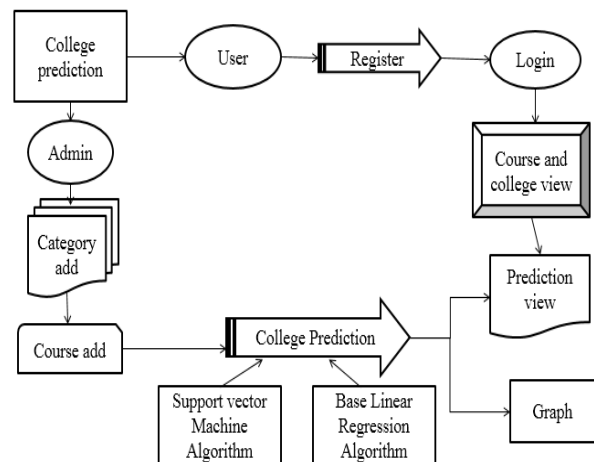 College
prediction
User
Register
Login
Admin
Course and
college view
Category
add
Prediction
view
Course add
College Prediction
Support vector
Machine
Algorithm
Base Linear
Regression
Algorithm
Graph